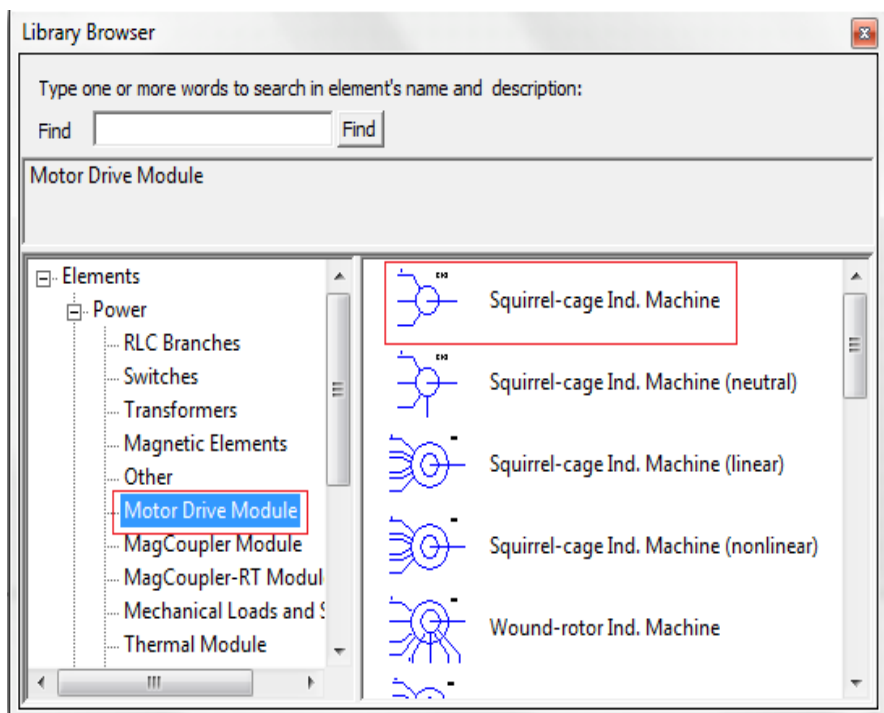 Library Browser
Type one or more words to search in element's name and description:
Find
Find
Motor Drive Module
Elements
Power
RLC Branches
Switches
Transformers
Magnetic Elements
Other
Motor Drive Module
MagCoupler Module
MagCoupler-RT Modul
Mechanical Loads and S
Thermal Module
Squirrel-cage Ind. Machine
Squirrel-cage Ind. Machine (neutral)
Squirrel-cage Ind. Machine (linear)
Squirrel-cage Ind. Machine (nonlinear)
Wound-rotor Ind. Machine